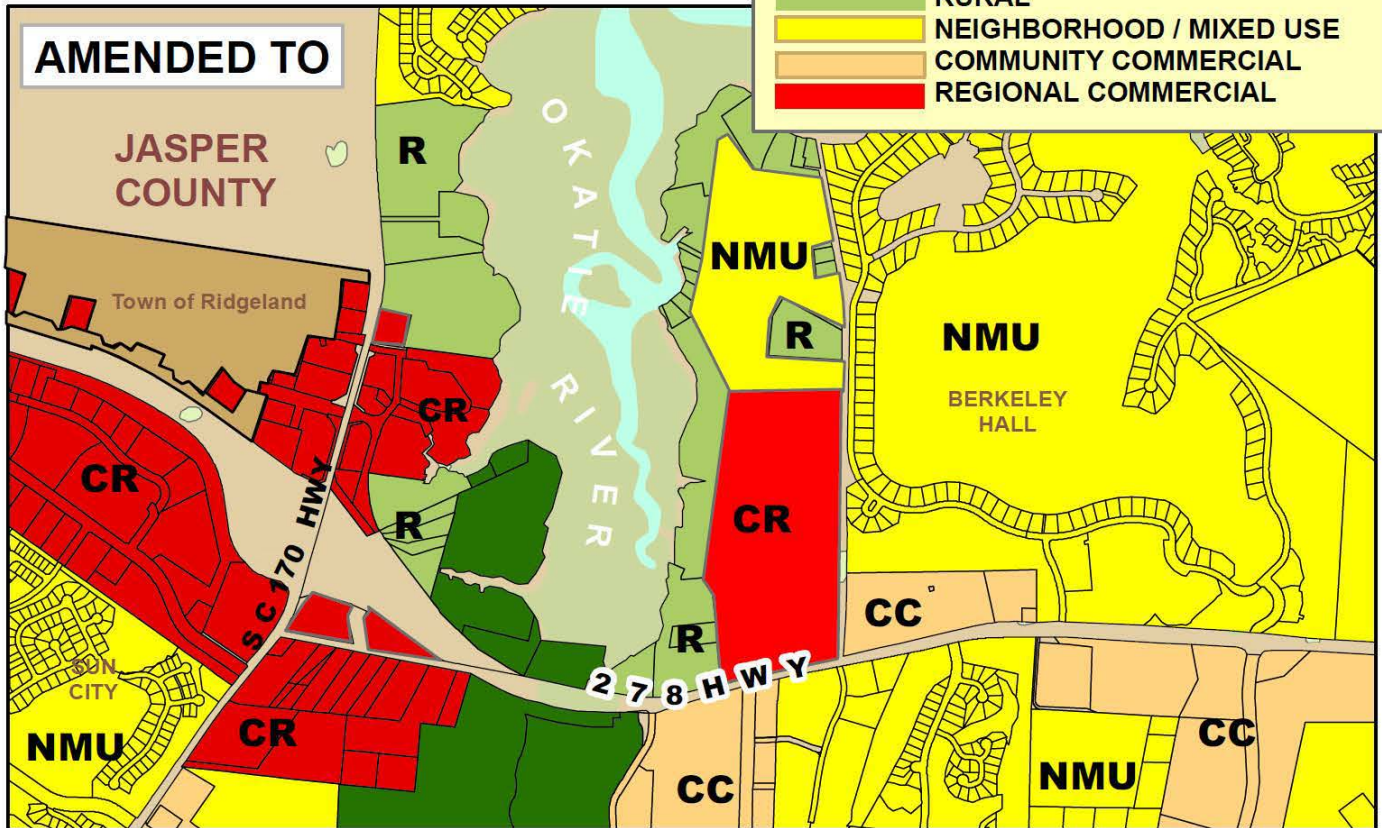 RURAL
NEIGHBORHOOD / MIXED USE
COMMUNITY COMMERCIAL
REGIONAL COMMERCIAL
AMENDED TO
JASPER
COUNTY
R
OKATIE RIVER
NMU
R
Town of Ridgeland
NMU
BERKELEY
HALL
CR
CR
CR
R
SC 170 HWY
CC
R
SUN
CITY
278 HWY
NMU
CR
CC
NMU
CC